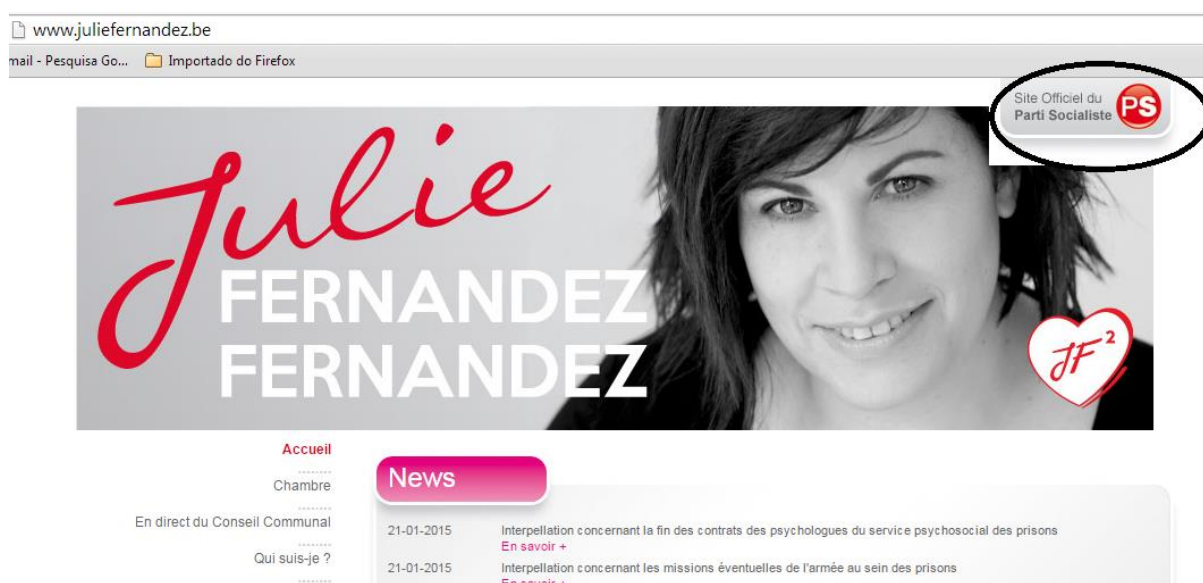 www.juliefernandez.be
mail - Pesquisa Go... Importado do Firefox
Site Officiel du
Parti Socialiste
PS
Julie
FERNANDEZ
FERNANDEZ
JF²
Accueil
Chambre
En direct du Conseil Communal
Qui suis-je ?
News
21-01-2015 Interpellation concernant la fin des contrats des psychologues du service psychosocial des prisons
En savoir +
21-01-2015 Interpellation concernant les missions éventuelles de l'armée au sein des prisons
En savoir +